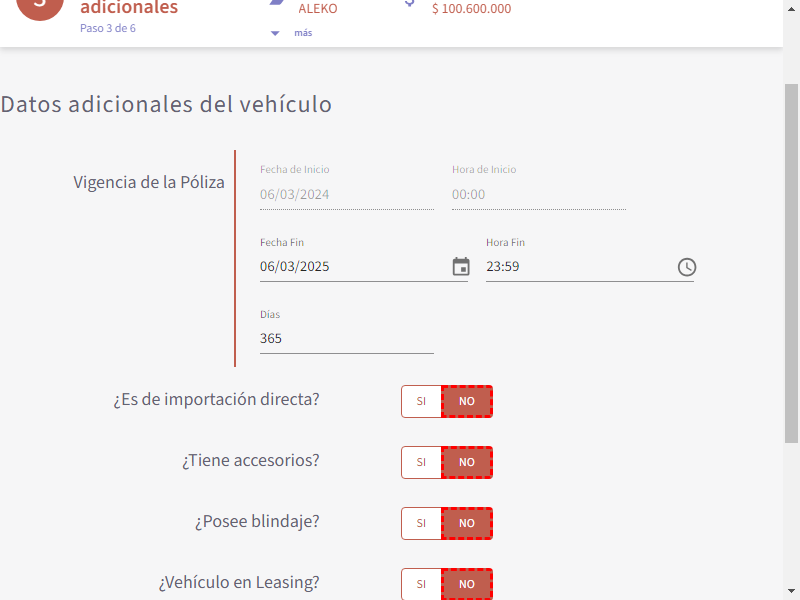 adicionales
Paso 3 de 6
ALEKO
$ 100.600.000
más
Datos adicionales del vehículo
Vigencia de la Póliza
Fecha de Inicio
06/03/2024
Hora de Inicio
00:00
Fecha Fin
06/03/2025
Hora Fin
23:59
Días
365
¿Es de importación directa?
SI NO
¿Tiene accesorios?
SI NO
¿Posee blindaje?
SI NO
¿Vehículo en Leasing?
SI NO